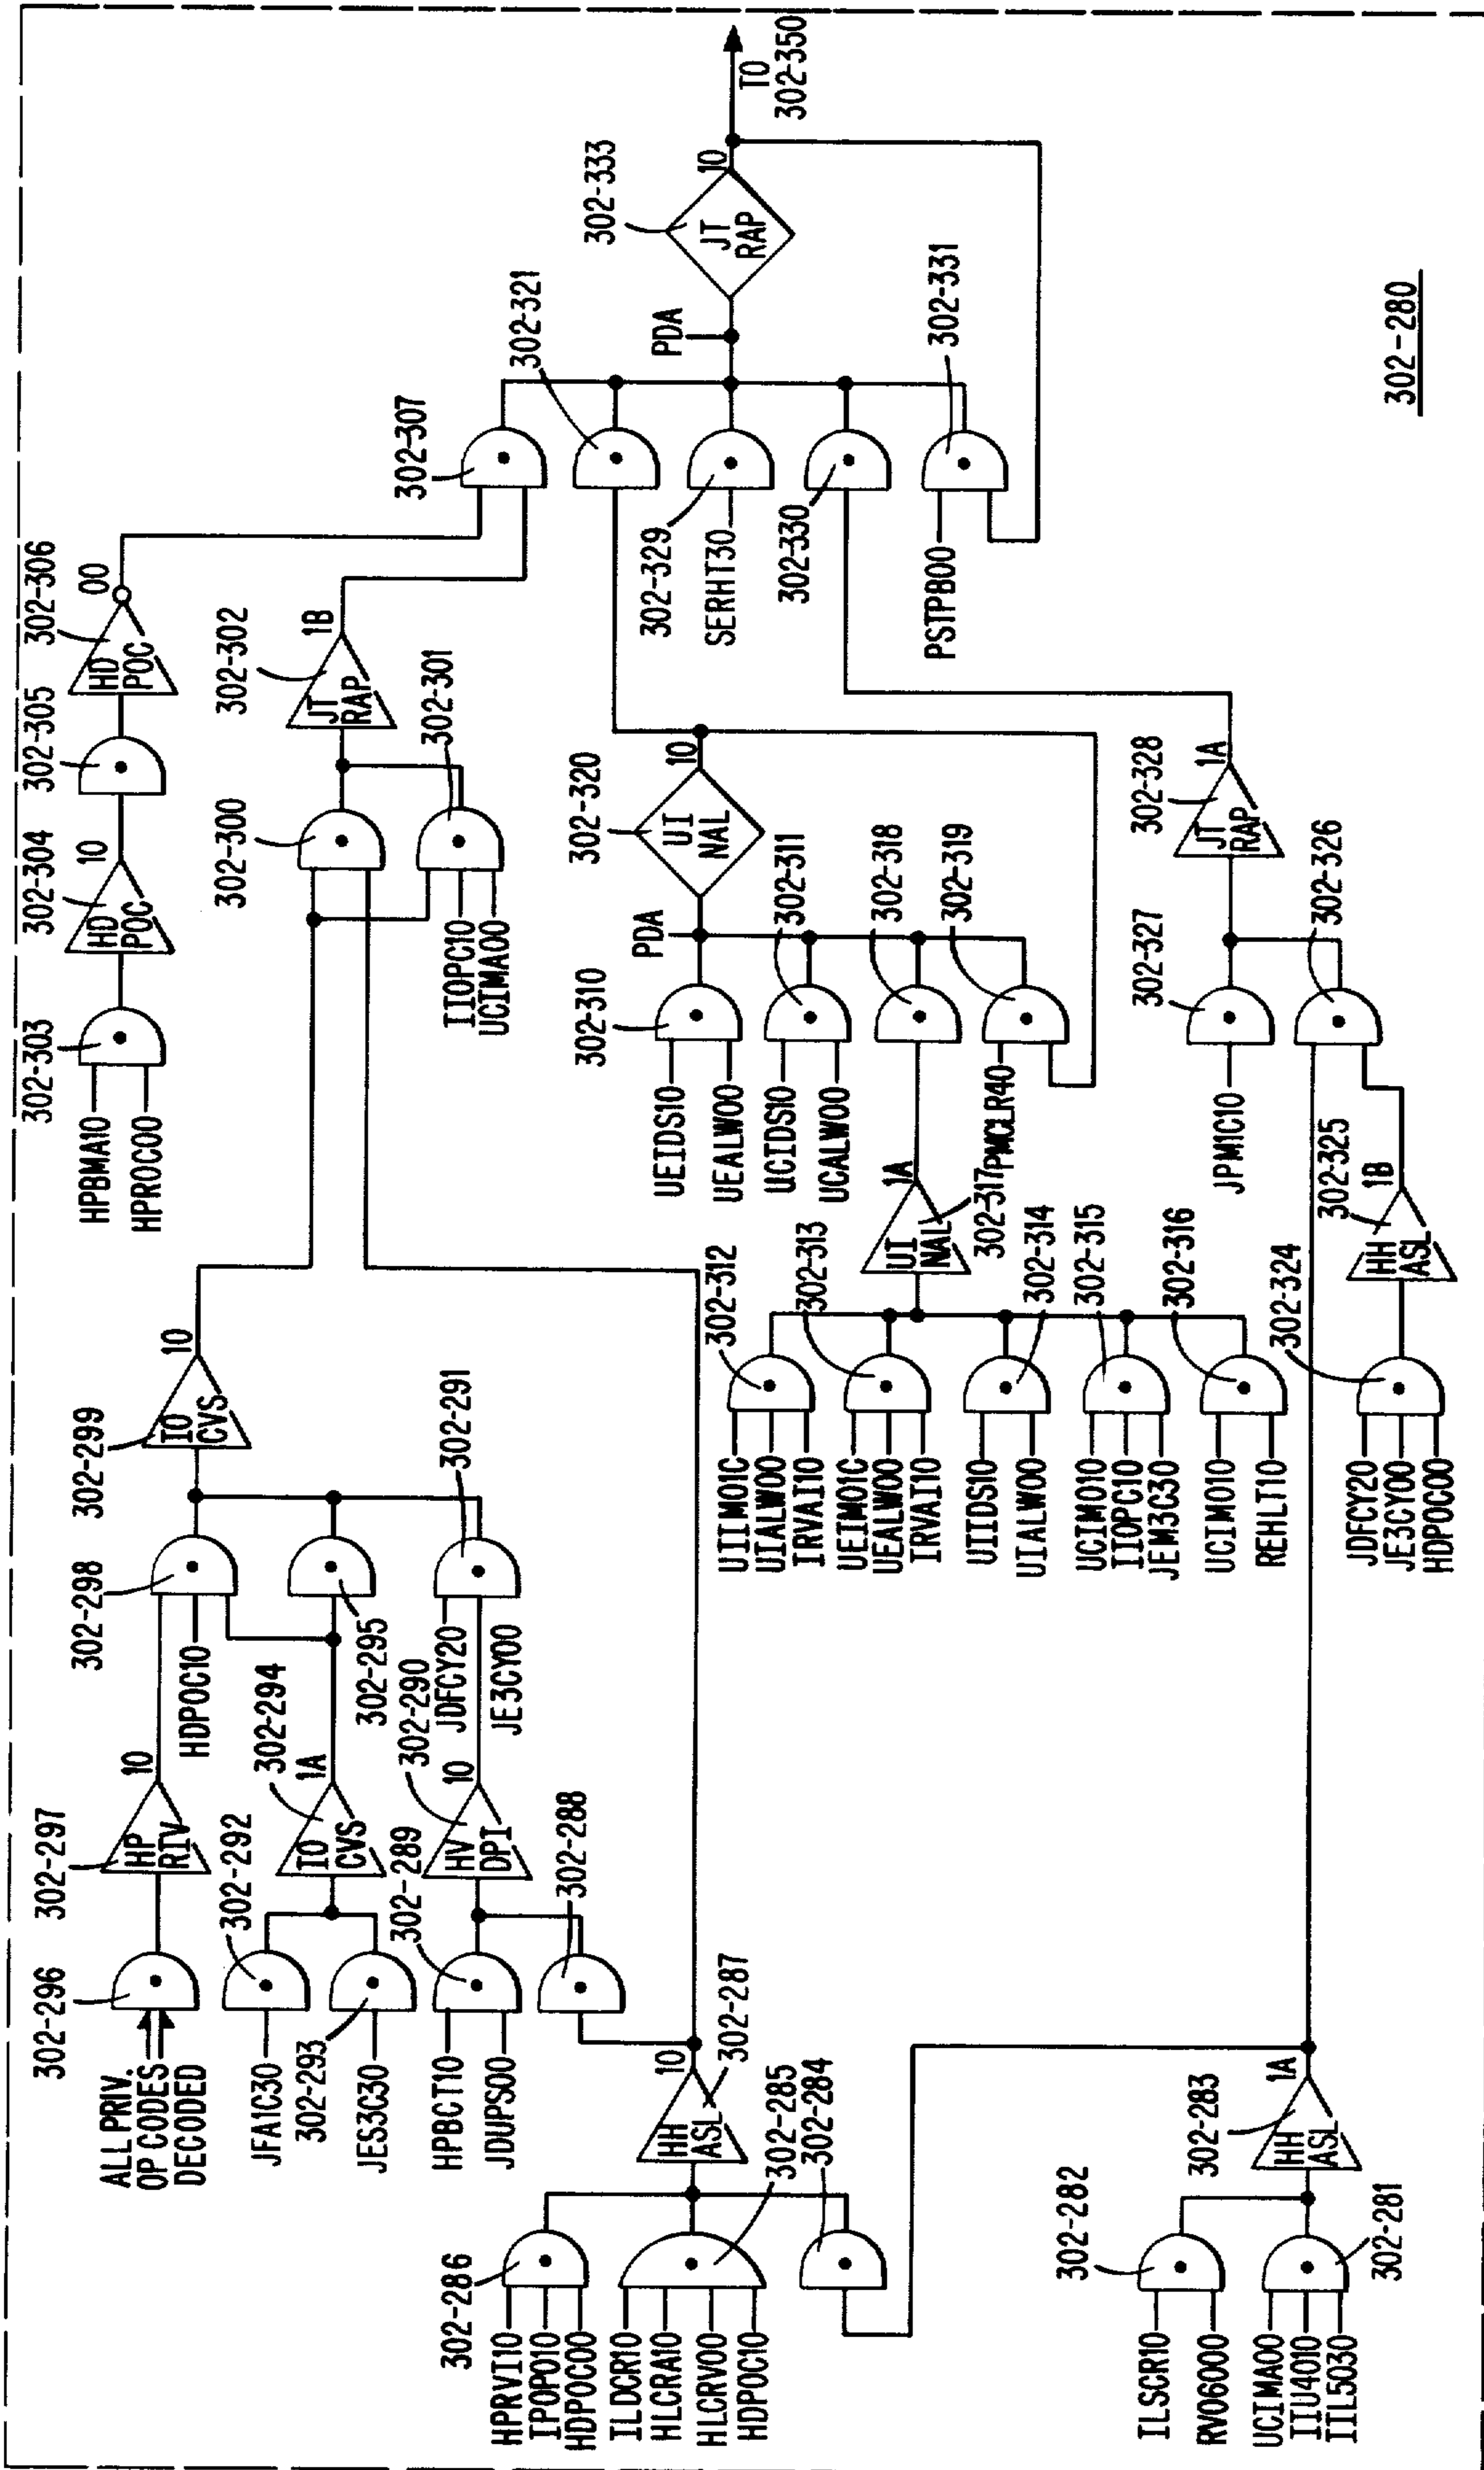 302-296
ALL PRIV.
OP CODES
DECODED
302-297
HP
RTV
10
302-298
HDPOC10
302-299
IO
CVS
10
302-292
JFA1C30
302-293
JES3C30
302-294
IO
CVS
1A
302-295
302-289
HPBCT10
JDUPS00
302-290
HV
DPI
10
302-288
JDFCY20
JE3CY00
302-291
302-303
HPBMA10
HPROC00
302-304
HD
POC
10
302-305
302-306
HD
POC
00
302-300
302-301
IIOPC10
UCIMA00
302-302
JT
RAP
1B
302-307
302-321
302-329
SERHT30
302-330
302-331
PSTPB00
PDA
302-333
JT
RAP
10
TO
302-350
302-286
HPRVI10
IPOPO10
HDPOC00
ILDCR10
HLCRA10
HLCRV00
HDPOC10
302-285
302-284
HH
ASL
10
302-287
302-312
UIIMO1C
UIALW00
IRVAI10
302-313
UEIMO1C
UEALW00
IRVAI10
302-314
UIIDS10
UIALW00
302-315
UCIMO10
IIOPC10
JEM3C30
302-316
UCIMO10
REHLT10
UI
NAL
1A
302-317
302-310
UEIDS10
UEALW00
302-311
UCIDS10
UCALW00
302-318
302-319
PMCLR40
PDA
302-320
UI
NAL
10
302-282
ILSCR10
RVO6000
UCIMA00
IIU4010
IIL5030
302-281
302-283
HH
ASL
1A
302-324
JDFCY20
JE3CY00
HDPOC00
302-325
HH
ASL
1B
302-327
JPM1C10
302-326
302-328
JT
RAP
1A
302-280